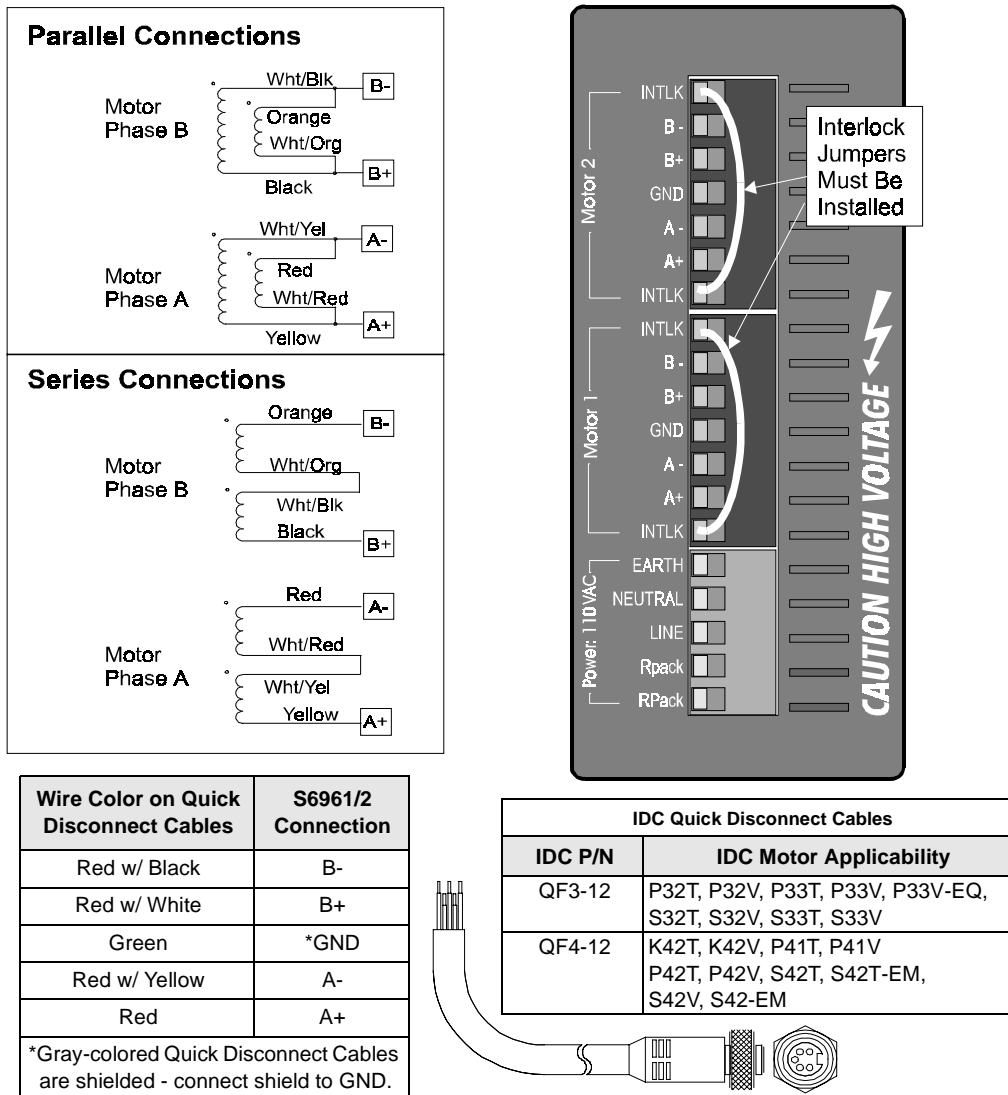 Parallel Connections
Motor
Phase B
Wht/Blk
B-
Orange
Wht/Org
B+
Black
Motor
Phase A
Wht/Yel
A-
Red
Wht/Red
A+
Yellow
Series Connections
Motor
Phase B
Orange
B-
Wht/Org
Wht/Blk
Black
B+
Motor
Phase A
Red
A-
Wht/Red
Wht/Yel
Yellow
A+
Motor 2
INTLK
B -
B+
GND
A -
A+
INTLK
Motor 1
INTLK
B -
B+
GND
A -
A+
INTLK
Power: 110VAC
EARTH
NEUTRAL
LINE
Rpack
RPack
Interlock
Jumpers
Must Be
Installed
CAUTION HIGH VOLTAGE
Wire Color on Quick
Disconnect Cables
S6961/2
Connection
Red w/ Black B-
Red w/ White B+
Green *GND
Red w/ Yellow A-
Red A+
*Gray-colored Quick Disconnect Cables
are shielded - connect shield to GND.
IDC Quick Disconnect Cables
IDC P/N IDC Motor Applicability
QF3-12 P32T, P32V, P33T, P33V, P33V-EQ,
S32T, S32V, S33T, S33V
QF4-12 K42T, K42V, P41T, P41V
P42T, P42V, S42T, S42T-EM,
S42V, S42-EM